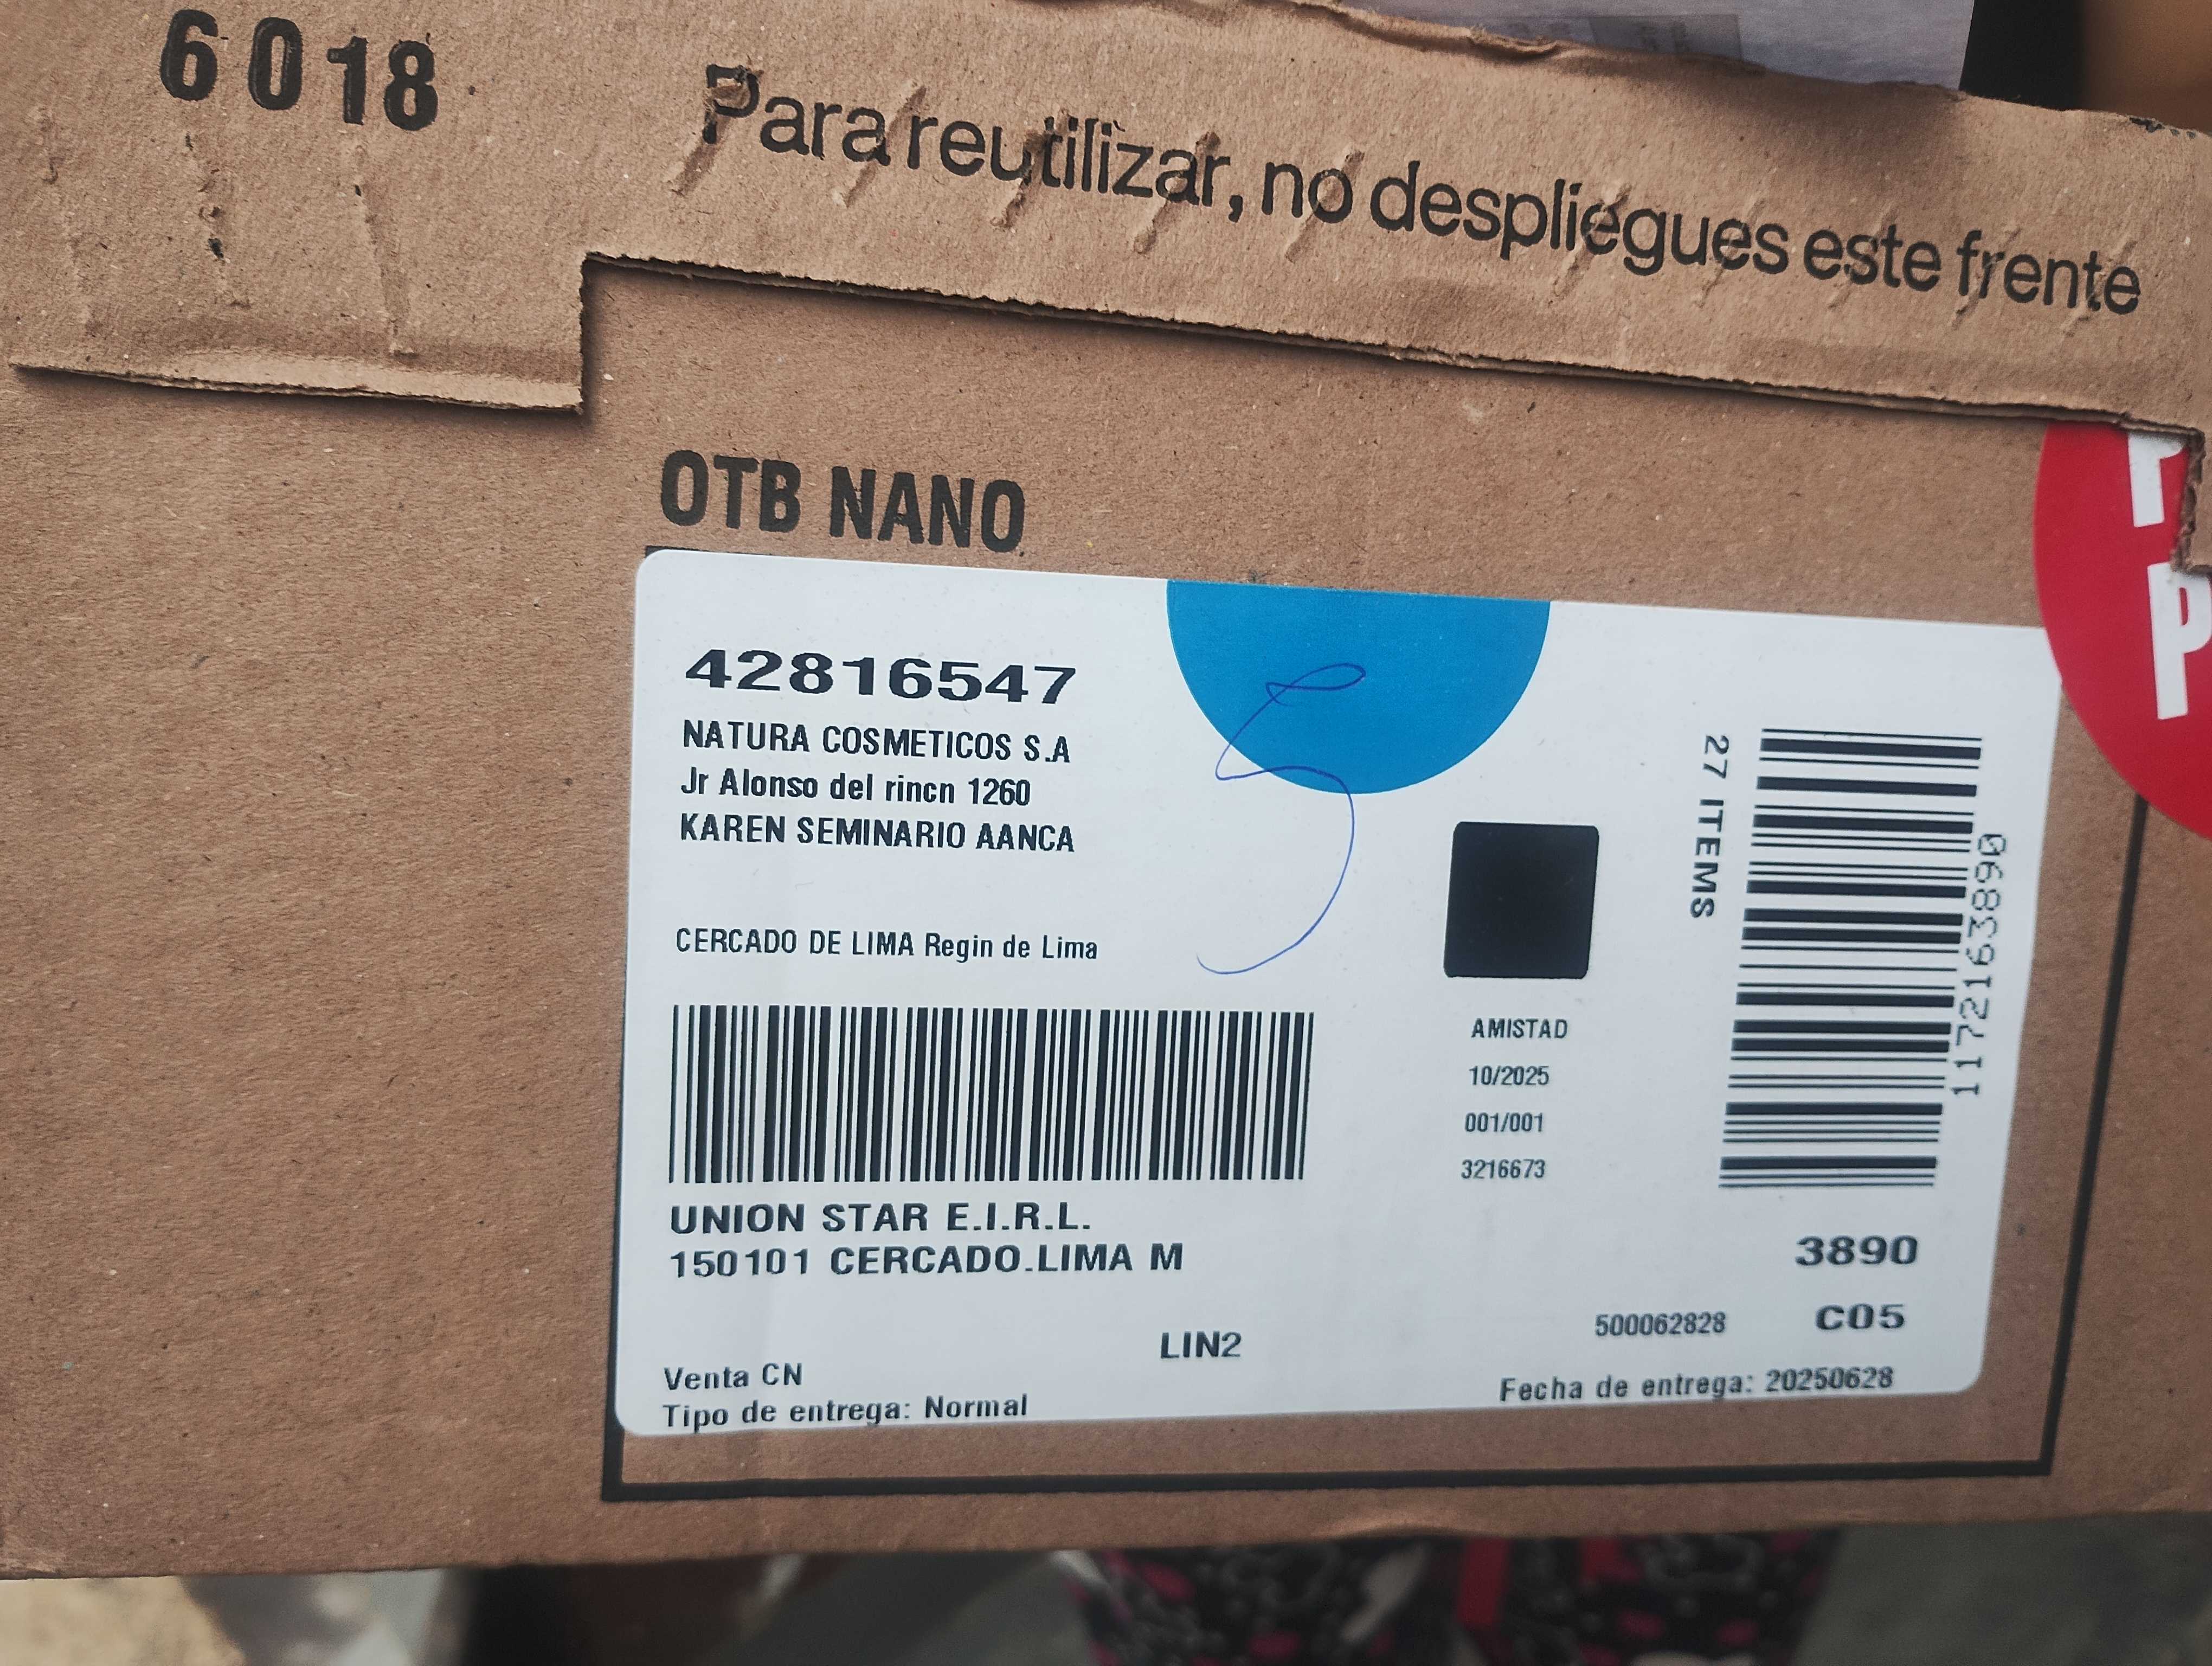 6018
Para reutilizar, no despliegues este frente
OTB NANO
P
42816547
NATURA COSMETICOS S.A
Jr Alonso del rincn 1260
KAREN SEMINARIO AANCA
CERCADO DE LIMA Regin de Lima
27 ITEMS
11721638890
AMISTAD
10/2025
001/001
3216673
UNION STAR E.I.R.L.
150101 CERCADO.LIMA M
3890
LIN2
500062828
C05
Venta CN
Tipo de entrega: Normal
Fecha de entrega: 20250628